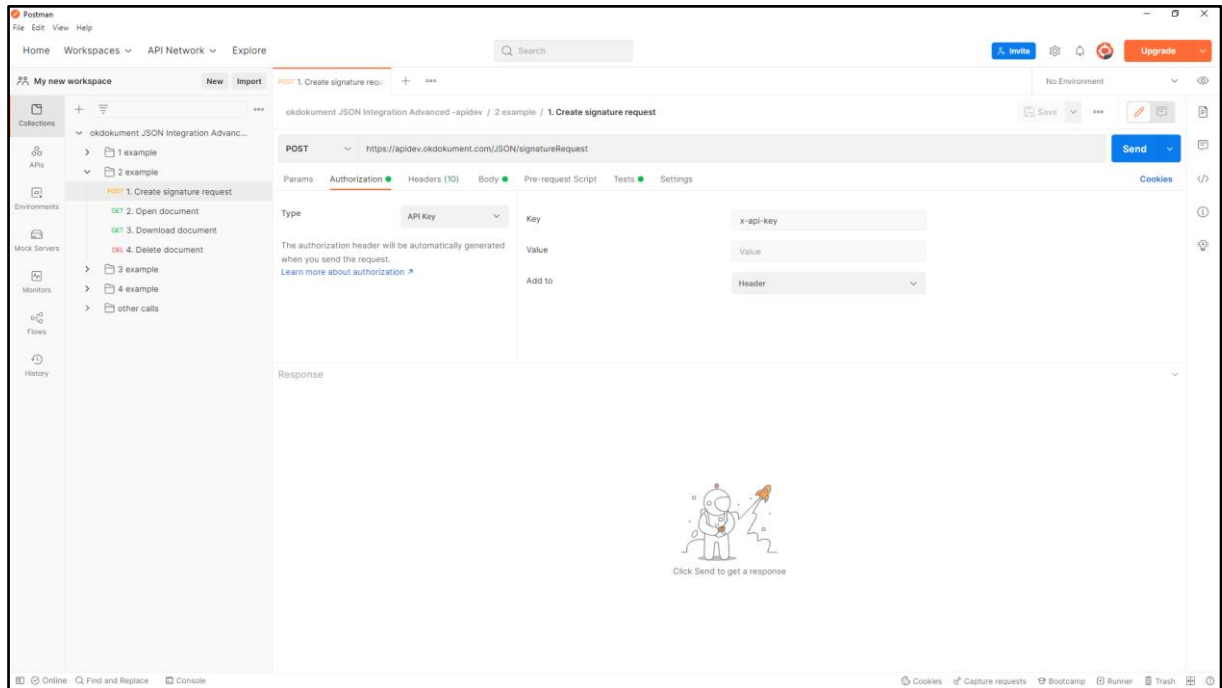 Postman
File Edit View Help
Home Workspaces API Network Explore
Search
Invite
Upgrade
My new workspace
New Import
POST 1. Create signature requ
No Environment
Collections
APIs
Environments
Mock Servers
Monitors
Flows
History
okdokument JSON Integration Advanc...
1 example
2 example
POST 1. Create signature request
GET 2. Open document
GET 3. Download document
DEL 4. Delete document
3 example
4 example
other calls
okdokument JSON Integration Advanced -apidev / 2 example / 1. Create signature request
Save
POST https://apidev.okdokument.com/JSON/signatureRequest
Send
Params Authorization Headers (10) Body Pre-request Script Tests Settings
Cookies
Type API Key
The authorization header will be automatically generated
when you send the request.
Learn more about authorization
Key x-api-key
Value Value
Add to Header
Response
Click Send to get a response
Online Find and Replace Console
Cookies Capture requests Bootcamp Runner Trash